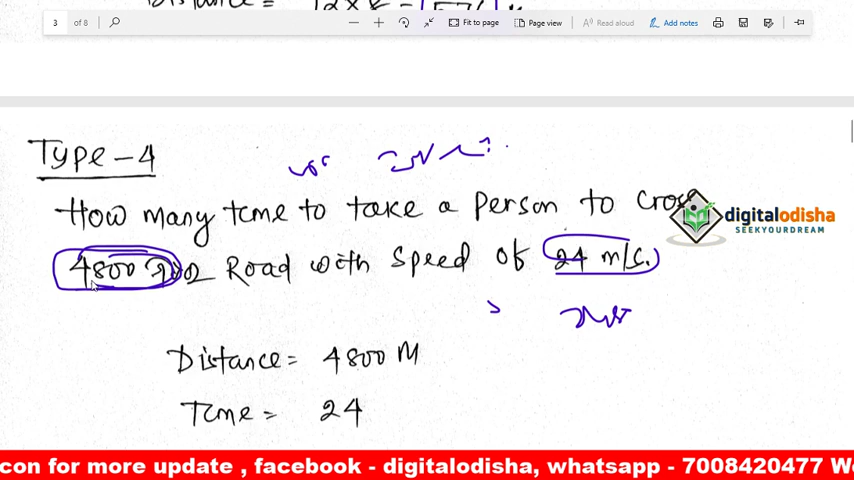 3 of 8 Fit to page Page view Read aloud Add notes
Type-4
How many tcme to take a Person to Cross
4800 Road with Speed of 24 m/s.
Distance = 4800 M
Tcme = 24
digitalodisha
SEEKYOURDREAM
con for more update , facebook - digitalodisha, whatsapp - 7008420477 W